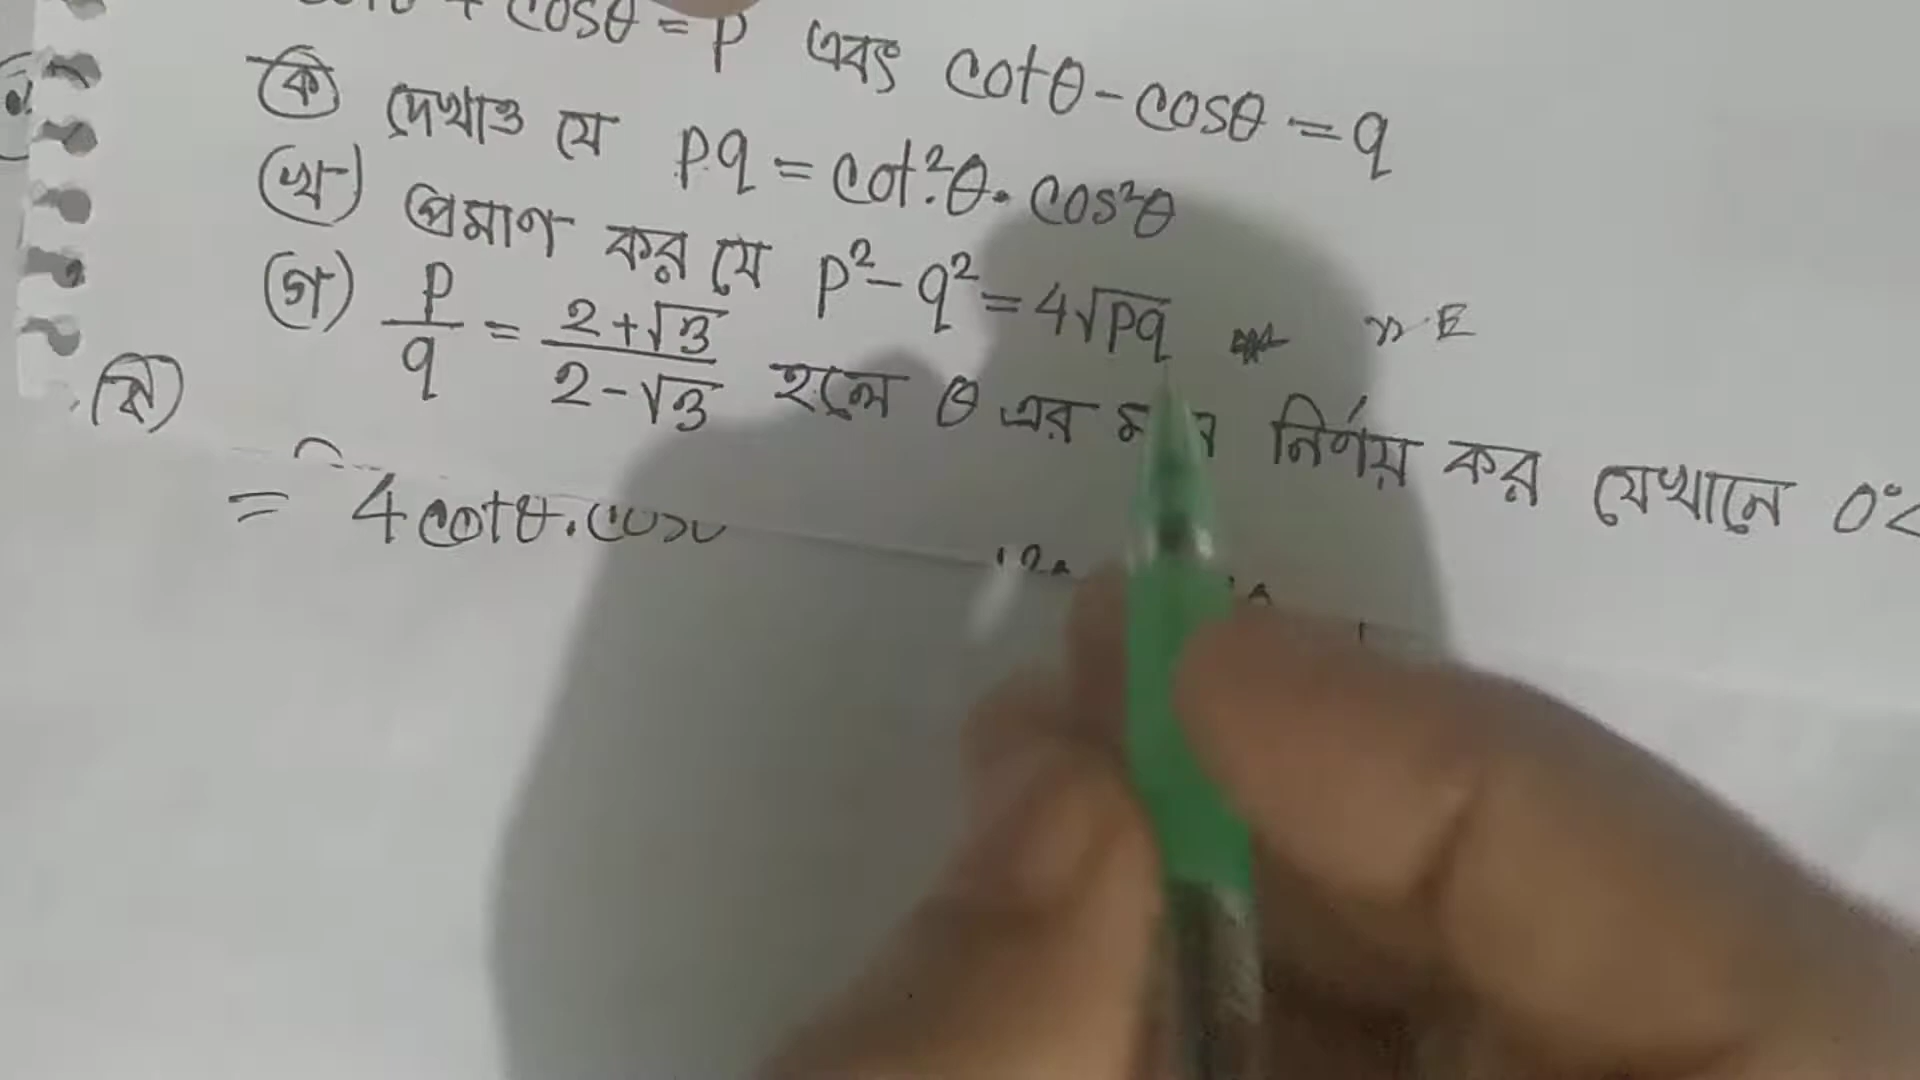 cosθ = p এবং cotθ - cosθ = q
(ক) দেখাও যে p.q = cot²θ. cos²θ
(খ) প্রমাণ কর যে p² - q² = 4√pq
(গ) p/q = 2+√3/2-√3 হলে θ এর নির্ণয় কর যেখানে 0°<
= 4cotθ.